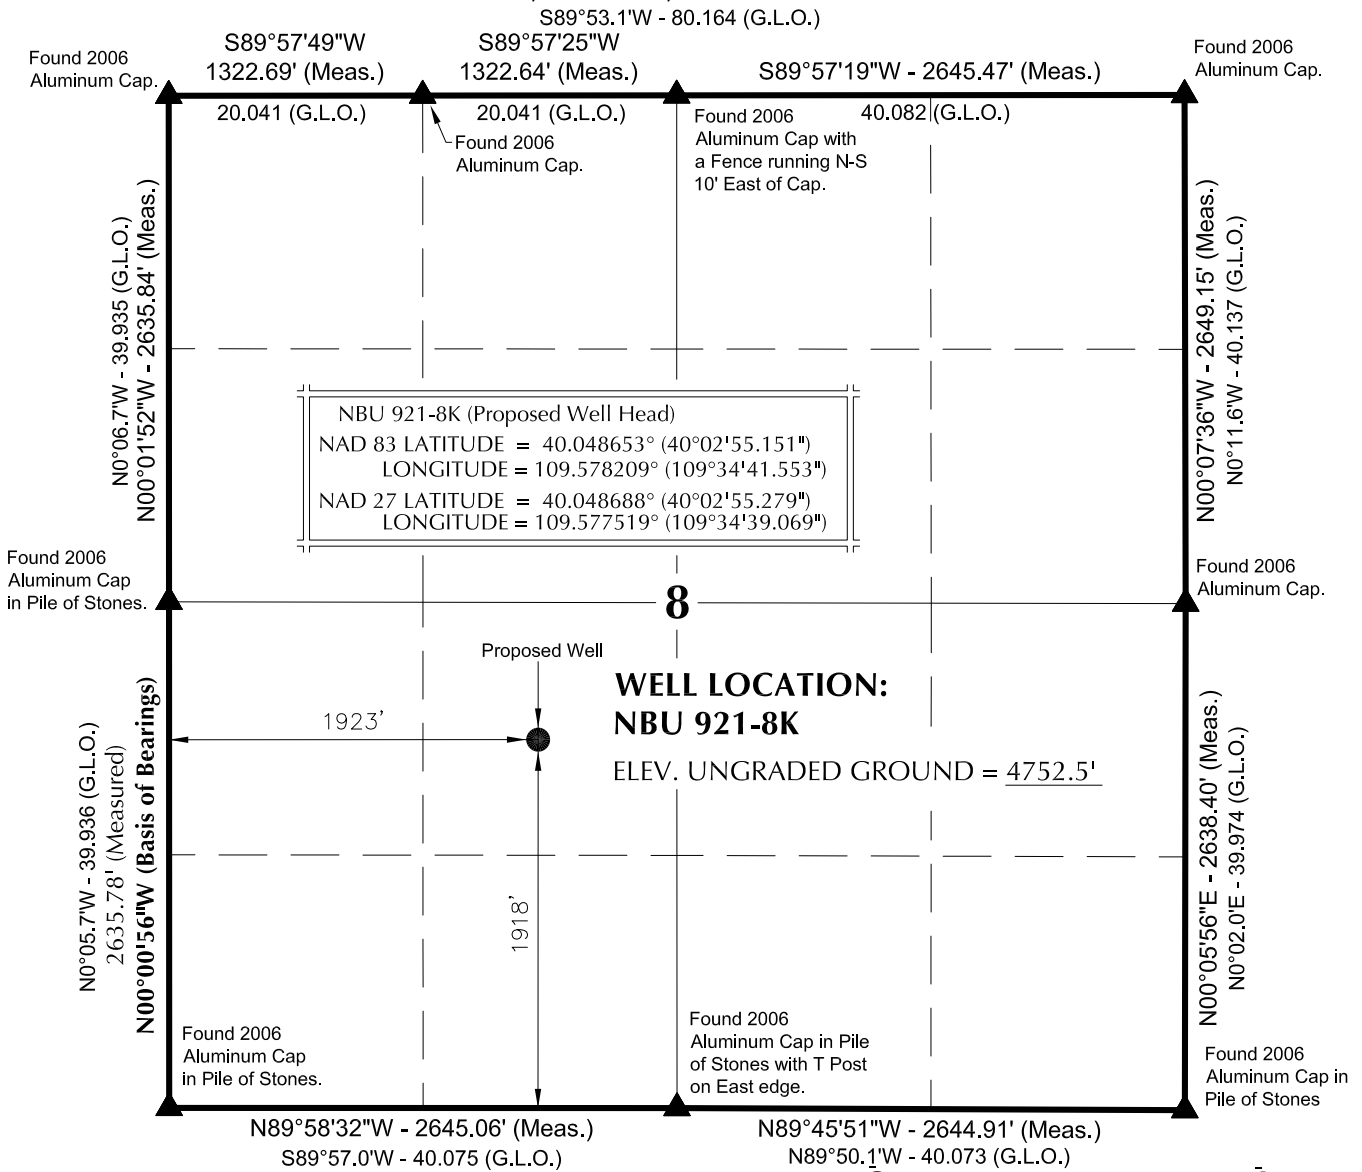 S89°53.1'W - 80.164 (G.L.O.)
S89°57'49"W
1322.69' (Meas.)
S89°57'25"W
1322.64' (Meas.)
S89°57'19"W - 2645.47' (Meas.)
Found 2006
Aluminum Cap.
Found 2006
Aluminum Cap.
20.041 (G.L.O.)
20.041 (G.L.O.)
40.082 (G.L.O.)
Found 2006
Aluminum Cap.
Found 2006
Aluminum Cap with
a Fence running N-S
10' East of Cap.
N0°06.7'W - 39.935 (G.L.O.)
N00°01'52"W - 2635.84' (Meas.)
N00°07'36"W - 2649.15' (Meas.)
N0°11.6'W - 40.137 (G.L.O.)
NBU 921-8K (Proposed Well Head)
NAD 83 LATITUDE = 40.048653° (40°02'55.151")
LONGITUDE = 109.578209° (109°34'41.553")
NAD 27 LATITUDE = 40.048688° (40°02'55.279")
LONGITUDE = 109.577519° (109°34'39.069")
Found 2006
Aluminum Cap
in Pile of Stones.
Found 2006
Aluminum Cap.
8
Proposed Well
WELL LOCATION:
NBU 921-8K
ELEV. UNGRADED GROUND = 4752.5'
1923'
1918'
N0°05.7'W - 39.936 (G.L.O.)
2635.78' (Measured)
N00°00'56"W (Basis of Bearings)
N00°05'56"E - 2638.40' (Meas.)
N0°02.0'E - 39.974 (G.L.O.)
Found 2006
Aluminum Cap
in Pile of Stones.
Found 2006
Aluminum Cap in Pile
of Stones with T Post
on East edge.
Found 2006
Aluminum Cap in
Pile of Stones
N89°58'32"W - 2645.06' (Meas.)
S89°57.0'W - 40.075 (G.L.O.)
N89°45'51"W - 2644.91' (Meas.)
N89°50.1'W - 40.073 (G.L.O.)